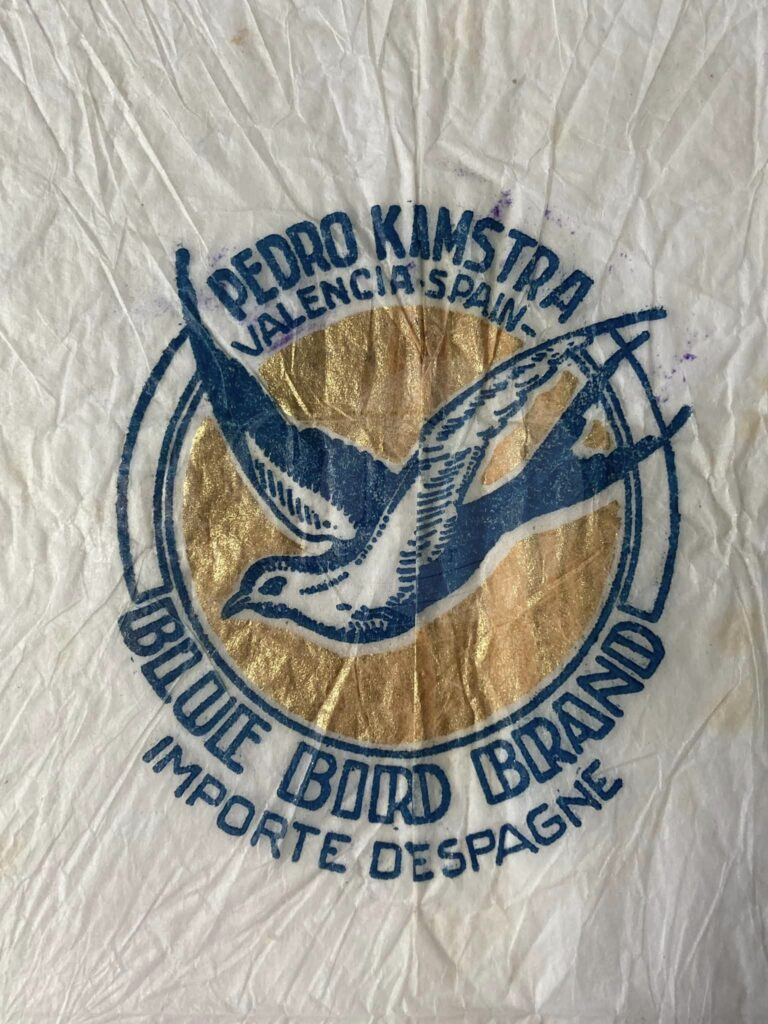 PEDRO KAMSTRA
VALENCIA-SPAIN-
BLUE BIRD BRAND
IMPORTE D'ESPAGNE